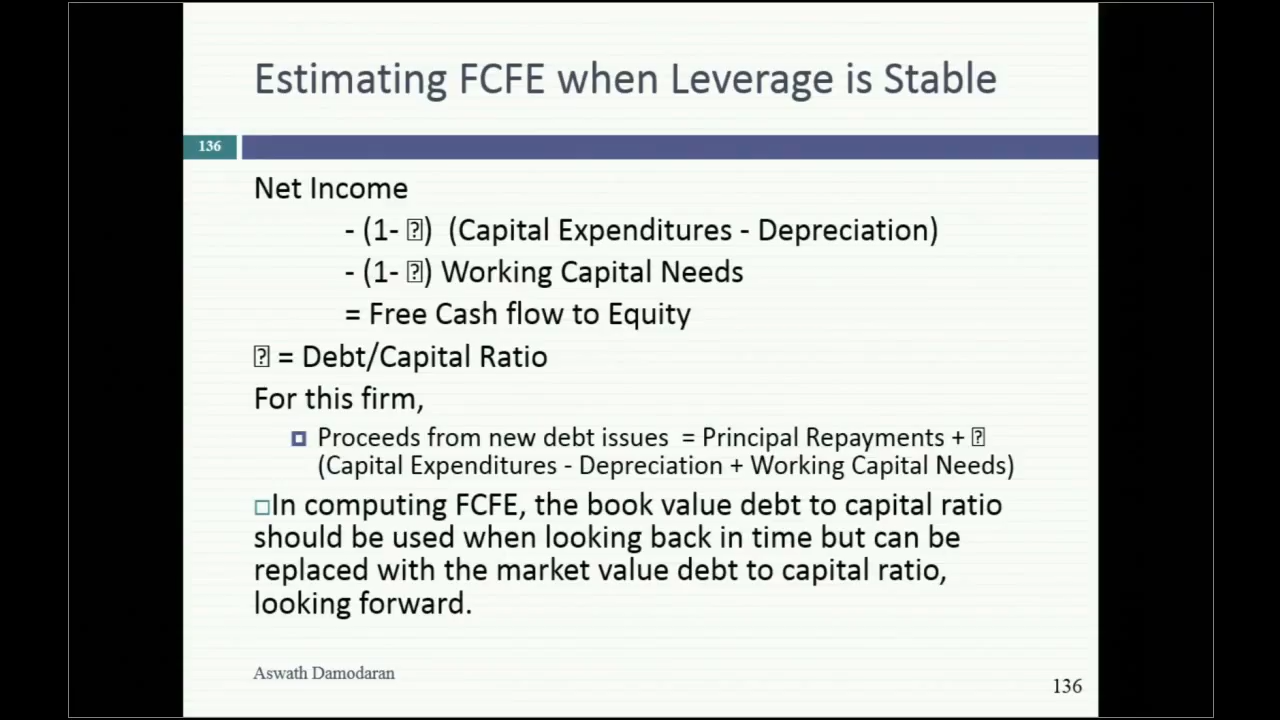 Estimating FCFE when Leverage is Stable
136
Net Income
- (1- ⍰) (Capital Expenditures - Depreciation)
- (1- ⍰) Working Capital Needs
= Free Cash flow to Equity
⍰ = Debt/Capital Ratio
For this firm,
Proceeds from new debt issues = Principal Repayments + ⍰
(Capital Expenditures - Depreciation + Working Capital Needs)
In computing FCFE, the book value debt to capital ratio
should be used when looking back in time but can be
replaced with the market value debt to capital ratio,
looking forward.
Aswath Damodaran
136